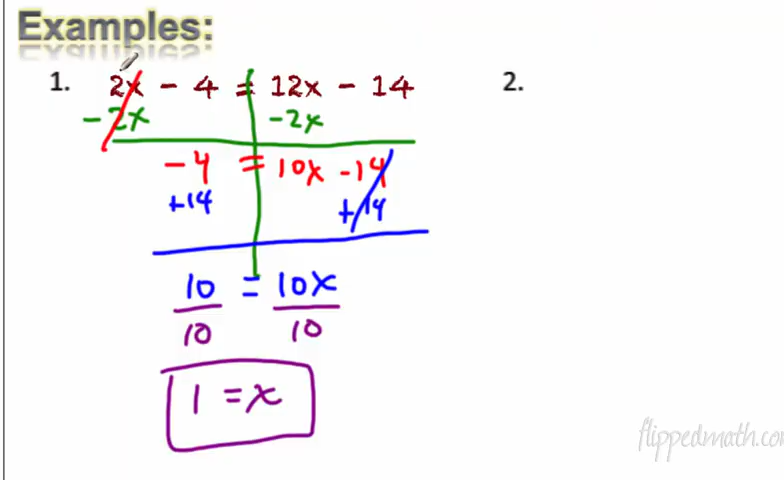 Examples:
1. 2x - 4 = 12x - 14 2.
-2x -2x
-4 = 10x -14
+14 +14
10 = 10x
10 10
1 = x
flippedmath.com